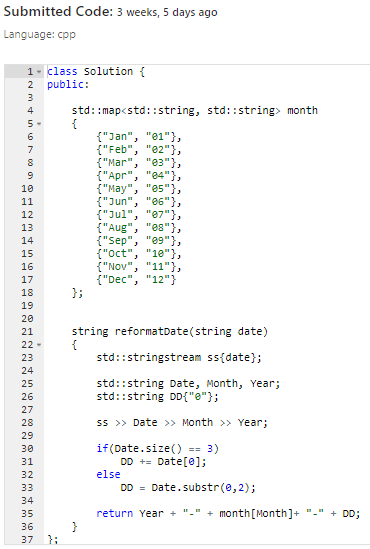 Submitted Code: 3 weeks, 5 days ago
Language: cpp
1 class Solution {
2 public:
3
4 std::map<std::string, std::string> month
5 {
6 {"Jan", "01"},
7 {"Feb", "02"},
8 {"Mar", "03"},
9 {"Apr", "04"},
10 {"May", "05"},
11 {"Jun", "06"},
12 {"Jul", "07"},
13 {"Aug", "08"},
14 {"Sep", "09"},
15 {"Oct", "10"},
16 {"Nov", "11"},
17 {"Dec", "12"}
18 };
19
20
21 string reformatDate(string date)
22 {
23 std::stringstream ss{date};
24
25 std::string Date, Month, Year;
26 std::string DD{"0"};
27
28 ss >> Date >> Month >> Year;
29
30 if(Date.size() == 3)
31 DD += Date[0];
32 else
33 DD = Date.substr(0,2);
34
35 return Year + "-" + month[Month]+ "-" + DD;
36 }
37 };